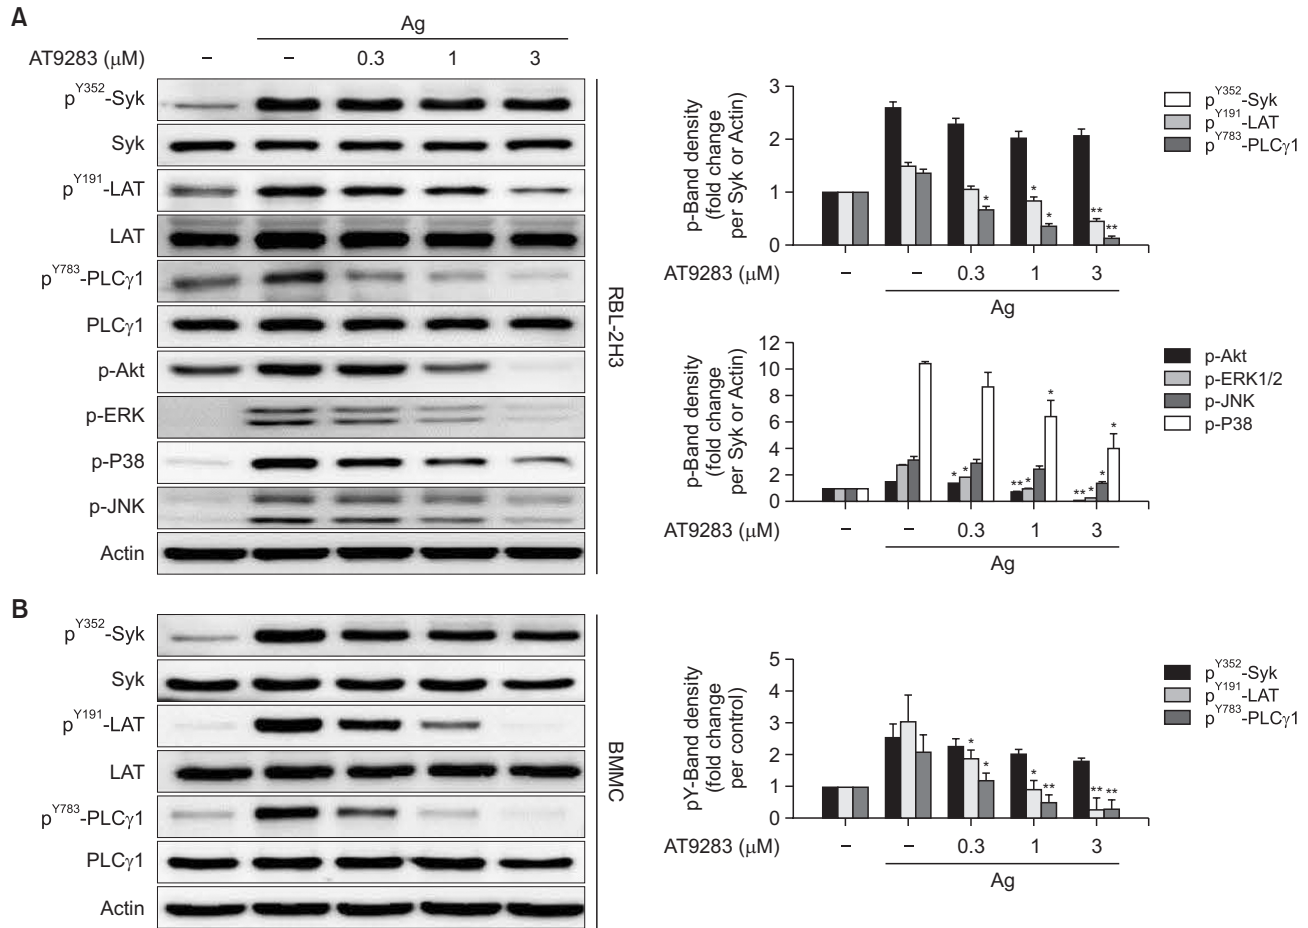 A
Ag
AT9283 (μM) – – 0.3 1 3
pY352-Syk
Syk
pY191-LAT
LAT
pY783-PLCγ1
PLCγ1
p-Akt
p-ERK
p-P38
p-JNK
Actin
RBL-2H3
p-Band density
(fold change
per Syk or Actin)
3
2
1
0
* * * ** **
pY352-Syk
pY191-LAT
pY783-PLCγ1
AT9283 (μM) – – 0.3 1 3
Ag
p-Band density
(fold change
per Syk or Actin)
12
10
8
6
4
2
0
* * ** * * ** * * *
p-Akt
p-ERK1/2
p-JNK
p-P38
AT9283 (μM) – – 0.3 1 3
Ag
B
pY352-Syk
Syk
pY191-LAT
LAT
pY783-PLCγ1
PLCγ1
Actin
BMMC
pY-Band density
(fold change
per control)
5
4
3
2
1
0
* * * ** ** **
pY352-Syk
pY191-LAT
pY783-PLCγ1
AT9283 (μM) – – 0.3 1 3
Ag